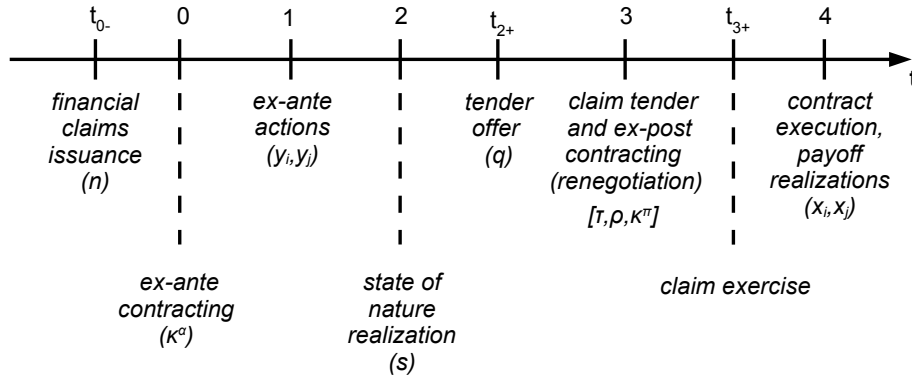 t0- 0 1 2 t2+ 3 t3+ 4
t
financial
claims
issuance
(n)
ex-ante
actions
(yi,yj)
tender
offer
(q)
claim tender
and ex-post
contracting
(renegotiation)
[τ,ρ,κπ]
contract
execution,
payoff
realizations
(xi,xj)
ex-ante
contracting
(κα)
state of
nature
realization
(s)
claim exercise